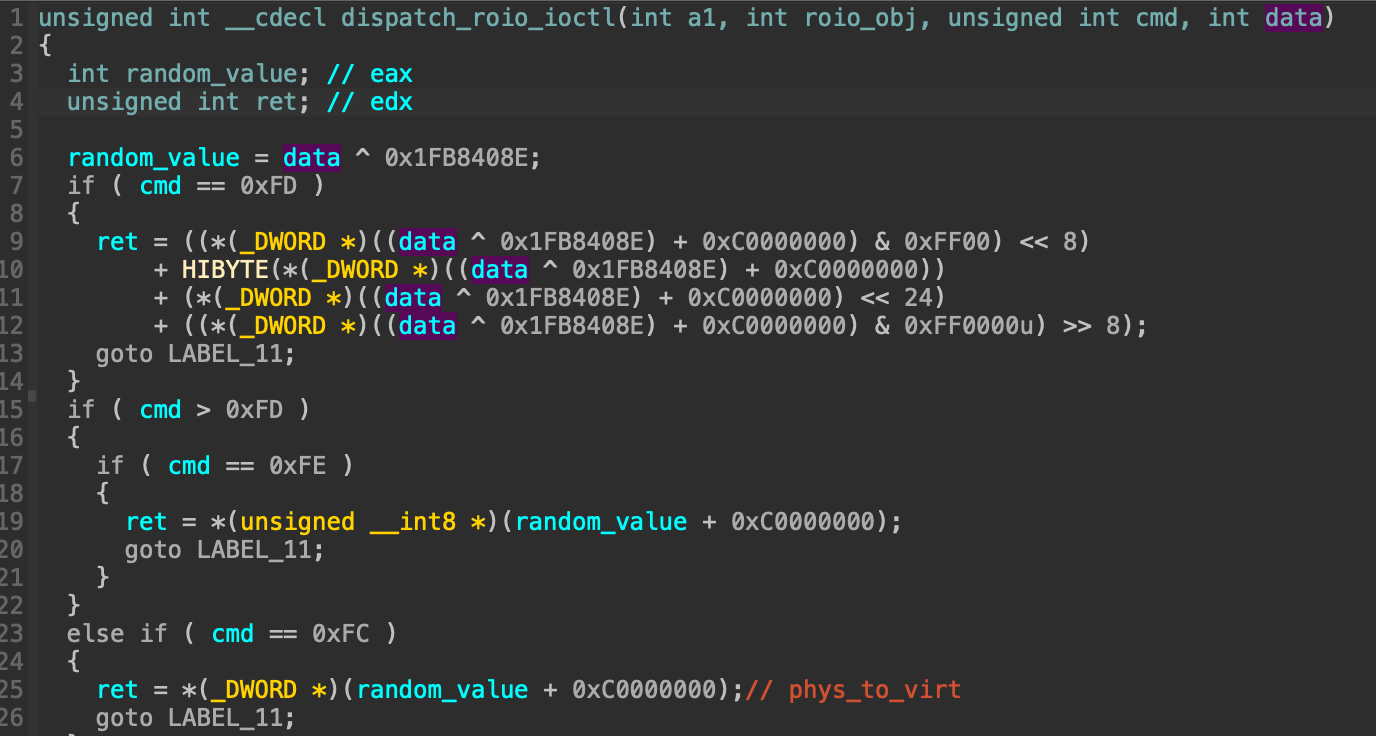 1 unsigned int __cdecl dispatch_roio_ioctl(int a1, int roio_obj, unsigned int cmd, int data)
2 {
3   int random_value; // eax
4   unsigned int ret; // edx
5
6   random_value = data ^ 0x1FB8408E;
7   if ( cmd == 0xFD )
8   {
9     ret = ((*(_DWORD *)((data ^ 0x1FB8408E) + 0xC0000000) & 0xFF00) << 8)
10         + HIBYTE(*(_DWORD *)((data ^ 0x1FB8408E) + 0xC0000000))
11         + (*(_DWORD *)((data ^ 0x1FB8408E) + 0xC0000000) << 24)
12         + ((*(_DWORD *)((data ^ 0x1FB8408E) + 0xC0000000) & 0xFF0000u) >> 8);
13     goto LABEL_11;
14   }
15   if ( cmd > 0xFD )
16   {
17     if ( cmd == 0xFE )
18     {
19       ret = *(unsigned __int8 *)(random_value + 0xC0000000);
20       goto LABEL_11;
21     }
22   }
23   else if ( cmd == 0xFC )
24   {
25     ret = *(_DWORD *)(random_value + 0xC0000000);// phys_to_virt
26     goto LABEL_11;